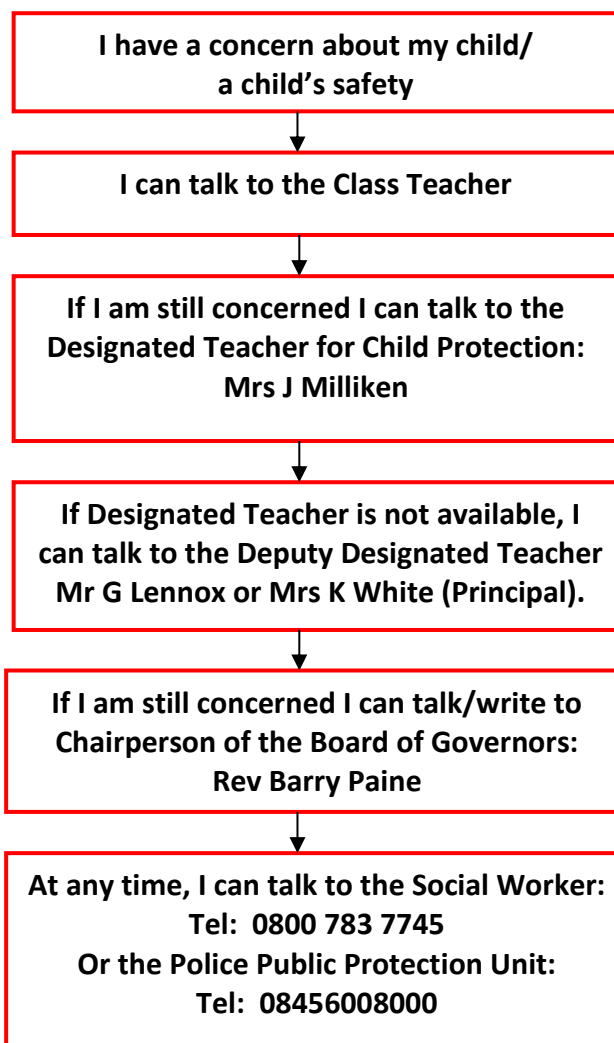 I have a concern about my child/
a child's safety
I can talk to the Class Teacher
If I am still concerned I can talk to the
Designated Teacher for Child Protection:
Mrs J Milliken
If Designated Teacher is not available, I
can talk to the Deputy Designated Teacher
Mr G Lennox or Mrs K White (Principal).
If I am still concerned I can talk/write to
Chairperson of the Board of Governors:
Rev Barry Paine
At any time, I can talk to the Social Worker:
Tel:  0800 783 7745
Or the Police Public Protection Unit:
Tel:  08456008000